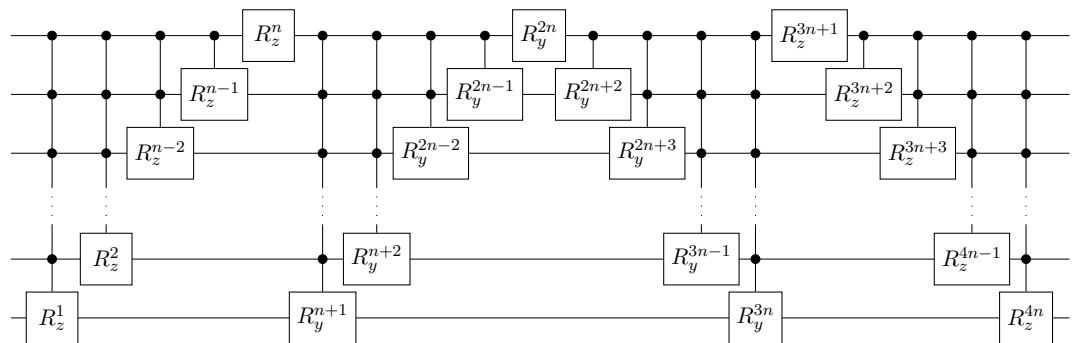 $R_z^{n}$ $R_y^{2n}$ $R_z^{3n+1}$
$R_z^{n-1}$ $R_y^{2n-1}$ $R_y^{2n+2}$ $R_z^{3n+2}$
$R_z^{n-2}$ $R_y^{2n-2}$ $R_y^{2n+3}$ $R_z^{3n+3}$
$R_z^{2}$ $R_y^{n+2}$ $R_y^{3n-1}$ $R_z^{4n-1}$
$R_z^{1}$ $R_y^{n+1}$ $R_y^{3n}$ $R_z^{4n}$